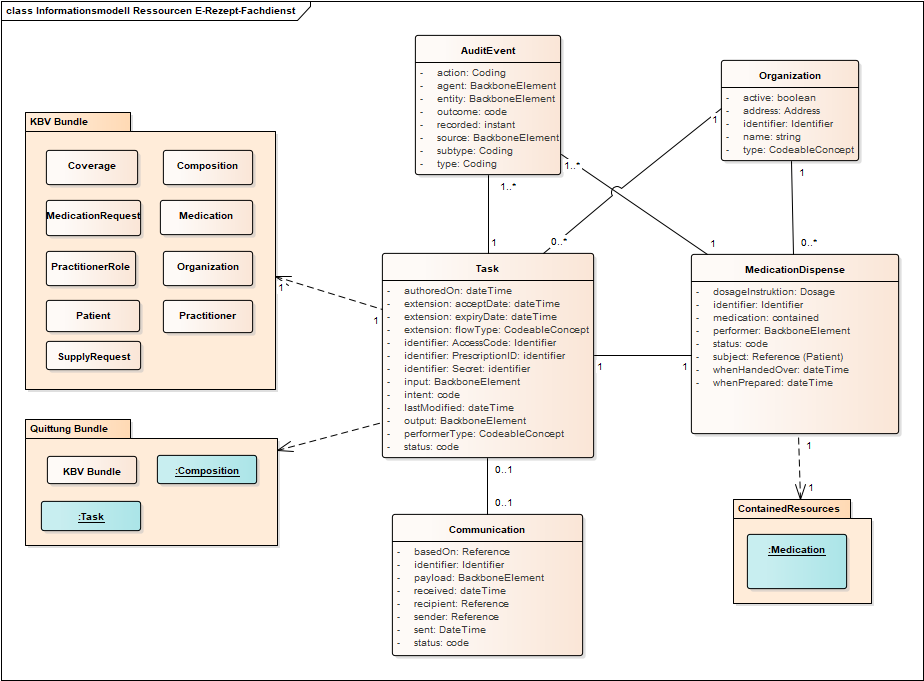 class Informationsmodell Ressourcen E-Rezept-Fachdienst
AuditEvent
- action: Coding
- agent: BackboneElement
- entity: BackboneElement
- outcome: code
- recorded: instant
- source: BackboneElement
- subtype: Coding
- type: Coding
Organization
- active: boolean
- address: Address
- identifier: Identifier
- name: string
- type: CodeableConcept
KBV Bundle
Coverage
Composition
MedicationRequest
Medication
PractitionerRole
Organization
Patient
Practitioner
SupplyRequest
1..*
1..*
1
1
1
0..*
1
0..*
1
1
Task
- authoredOn: dateTime
- extension: acceptDate: dateTime
- extension: expiryDate: dateTime
- extension: flowType: CodeableConcept
- identifier: AccessCode: Identifier
- identifier: PrescriptionID: identifier
- identifier: Secret: identifier
- input: BackboneElement
- intent: code
- lastModified: dateTime
- output: BackboneElement
- performerType: CodeableConcept
- status: code
MedicationDispense
- dosageInstruktion: Dosage
- identifier: Identifier
- medication: contained
- performer: BackboneElement
- status: code
- subject: Reference (Patient)
- whenHandedOver: dateTime
- whenPrepared: dateTime
1
1
Quittung Bundle
KBV Bundle
:Composition
:Task
0..1
0..1
1
1
Communication
- basedOn: Reference
- identifier: Identifier
- payload: BackboneElement
- received: dateTime
- recipient: Reference
- sender: Reference
- sent: DateTime
- status: code
ContainedResources
:Medication